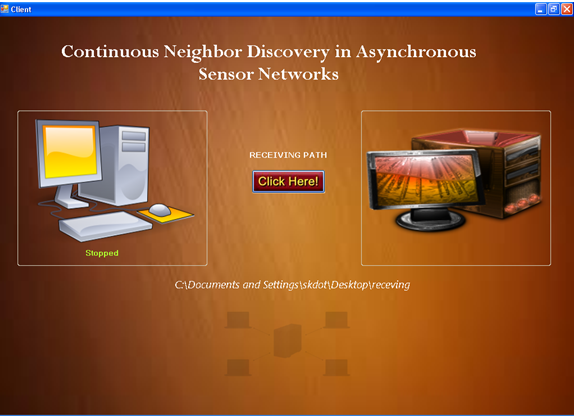 Client
Continuous Neighbor Discovery in Asynchronous
Sensor Networks
RECEIVING PATH
Click Here!
Stopped
C:\Documents and Settings\skdot\Desktop\receving